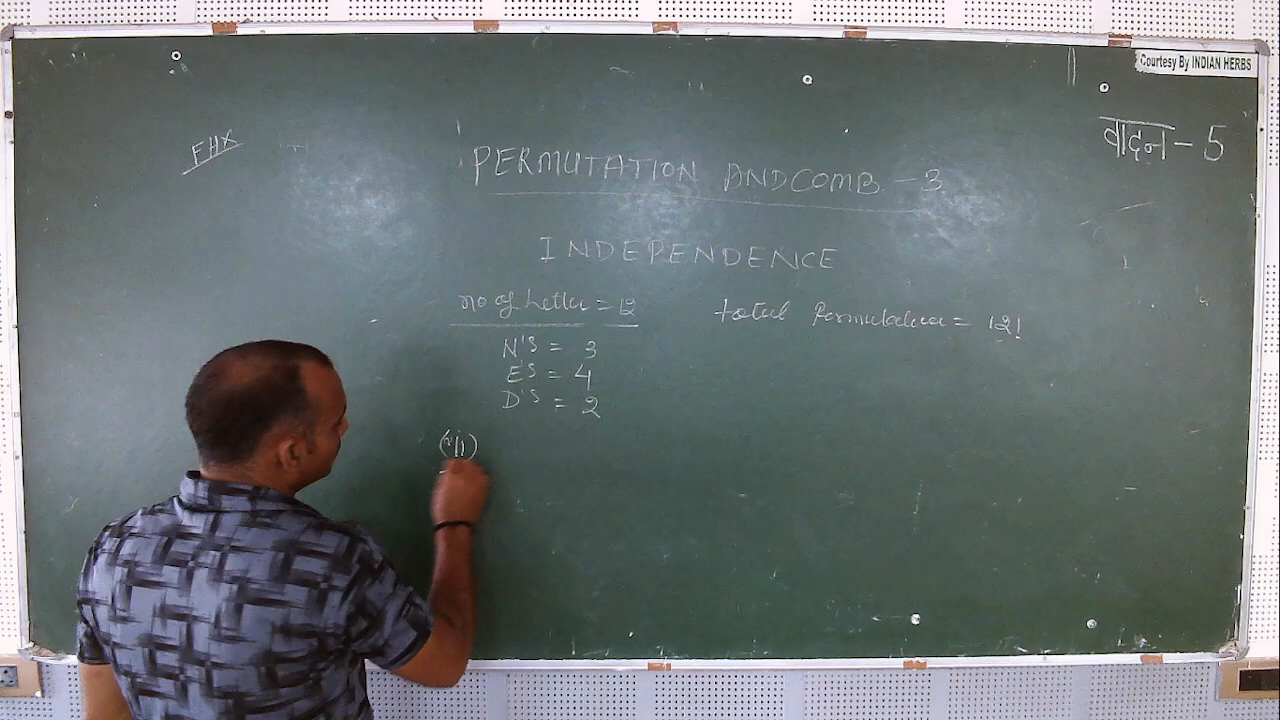 Courtesy By INDIAN HERBS
वादन - 5
FHX
PERMUTATION AND COMB - 3
INDEPENDENCE
no of Letter = 12
total Permutation = 12!
N'S = 3
E'S = 4
D'S = 2